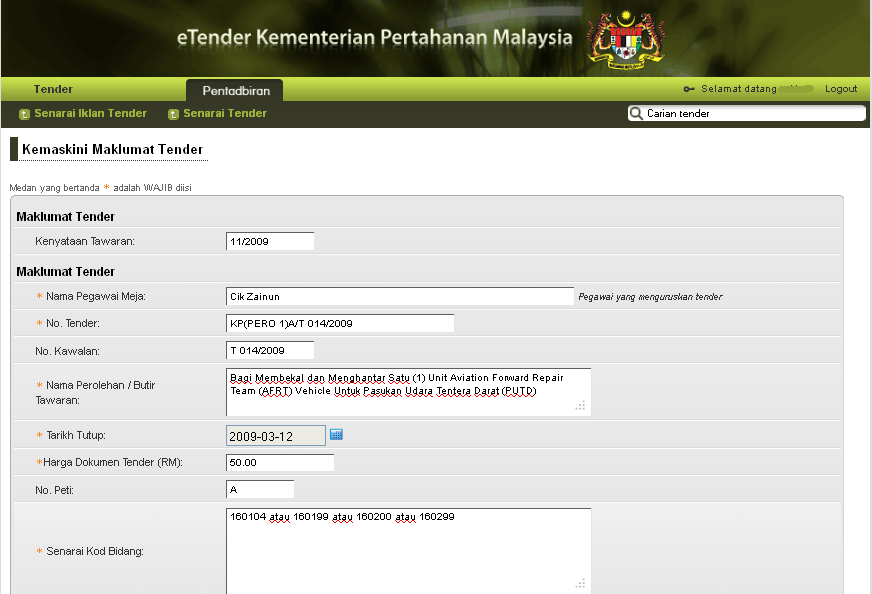 eTender Kementerian Pertahanan Malaysia
Tender Pentadbiran Selamat datang Logout
Senarai Iklan Tender Senarai Tender Carian tender
Kemaskini Maklumat Tender
Medan yang bertanda * adalah WAJIB diisi
Maklumat Tender
Kenyataan Tawaran: 11/2009
Maklumat Tender
* Nama Pegawai Meja: Cik Zainun Pegawai yang menguruskan tender
* No. Tender: KP(PERO 1)A/T 014/2009
No. Kawalan: T 014/2009
* Nama Perolehan / Butir Tawaran: Bagi Membekal dan Menghantar Satu (1) Unit Aviation Forward Repair
Team (AFRT) Vehicle Untuk Pasukan Udara Tentera Darat (PUTD)
* Tarikh Tutup: 2009-03-12
*Harga Dokumen Tender (RM): 50.00
No. Peti: A
* Senarai Kod Bidang: 160104 atau 160199 atau 160200 atau 160299